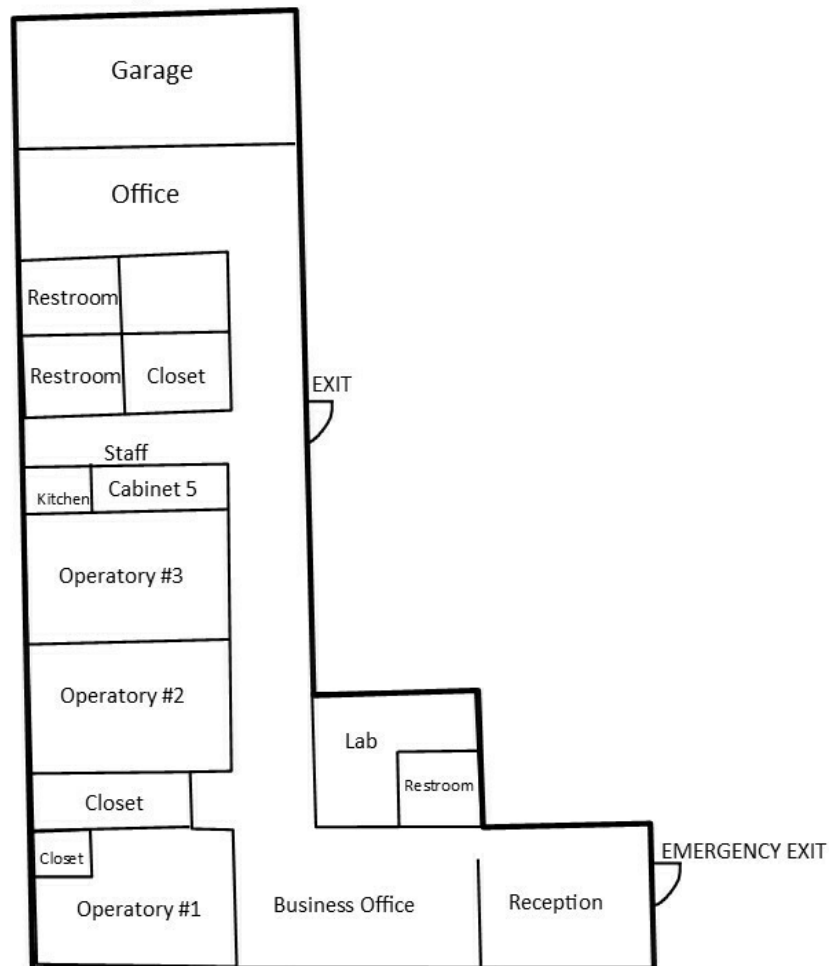 Garage
Office
Restroom
Restroom
Closet
EXIT
Staff
Kitchen
Cabinet 5
Operatory #3
Operatory #2
Lab
Restroom
Closet
Closet
EMERGENCY EXIT
Operatory #1
Business Office
Reception